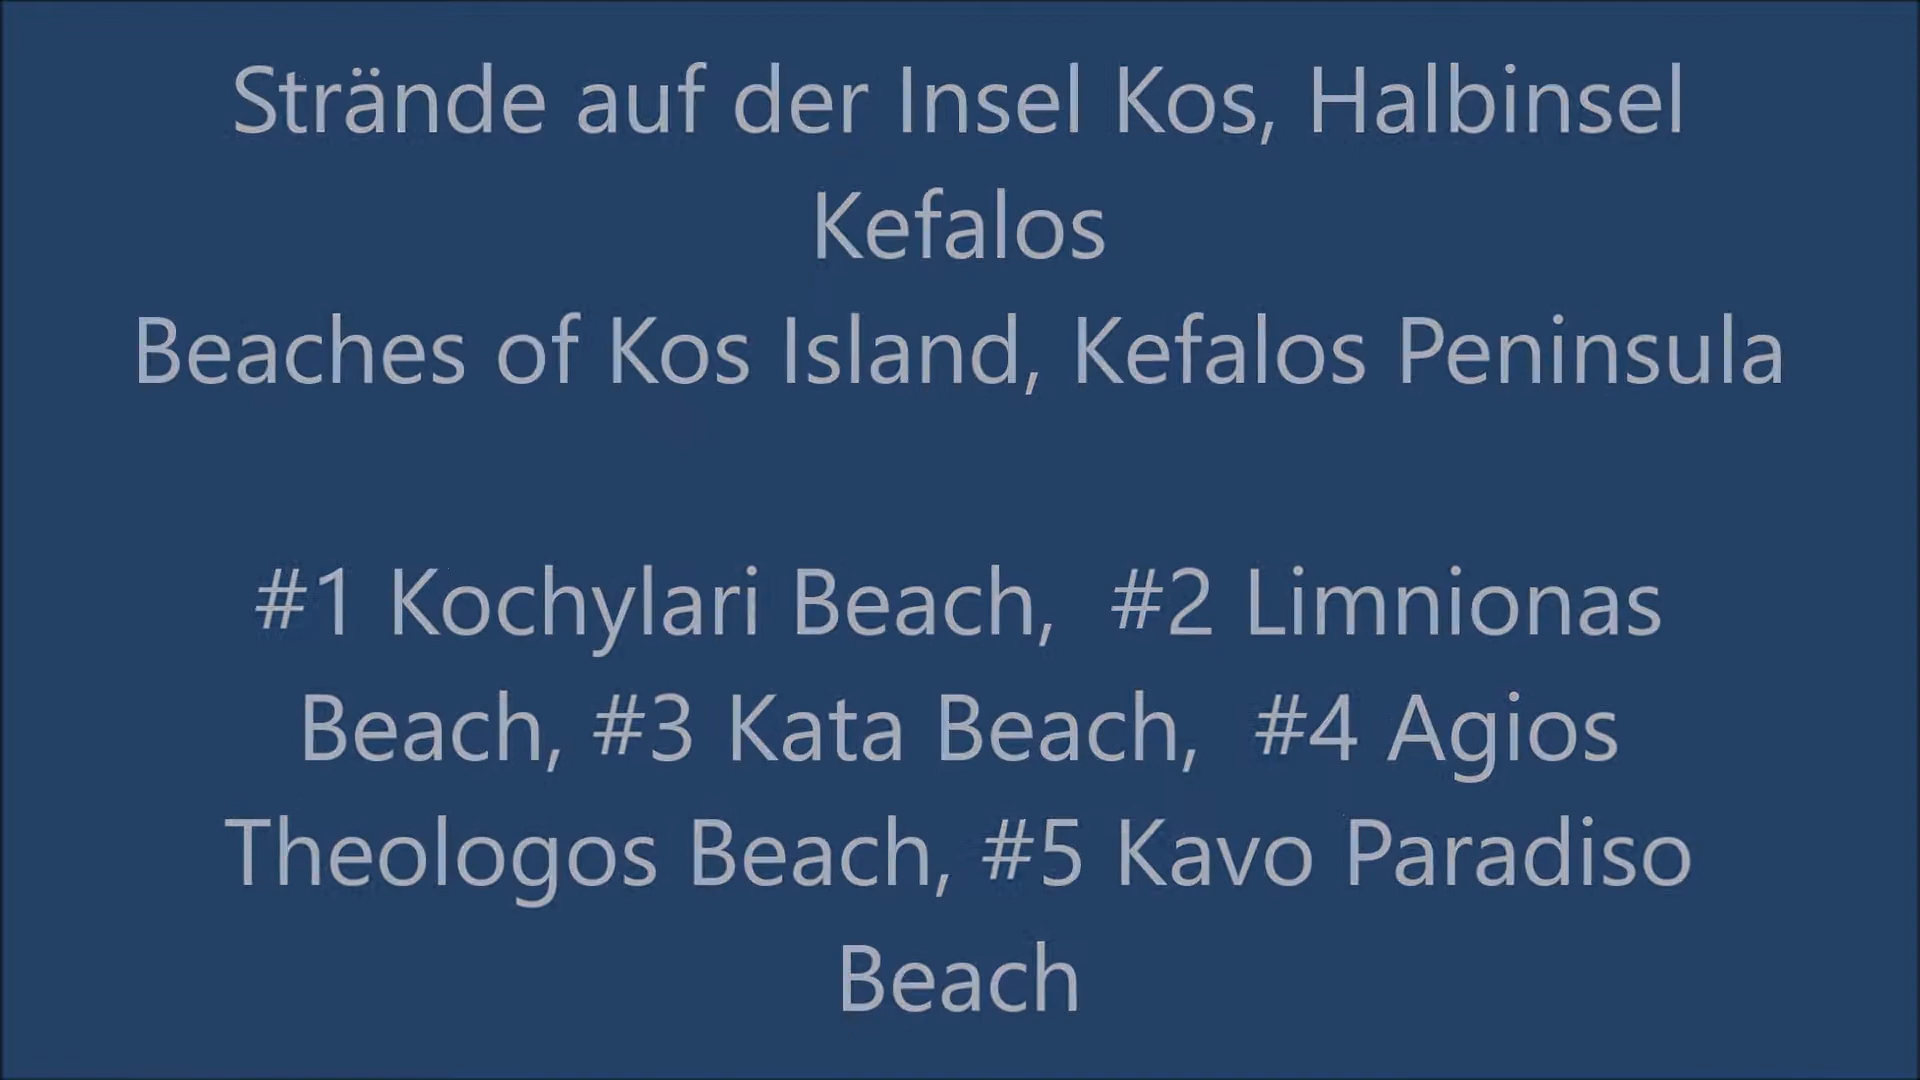 Strände auf der Insel Kos, Halbinsel
Kefalos
Beaches of Kos Island, Kefalos Peninsula
#1 Kochylari Beach,  #2 Limnionas
Beach, #3 Kata Beach,  #4 Agios
Theologos Beach, #5 Kavo Paradiso
Beach